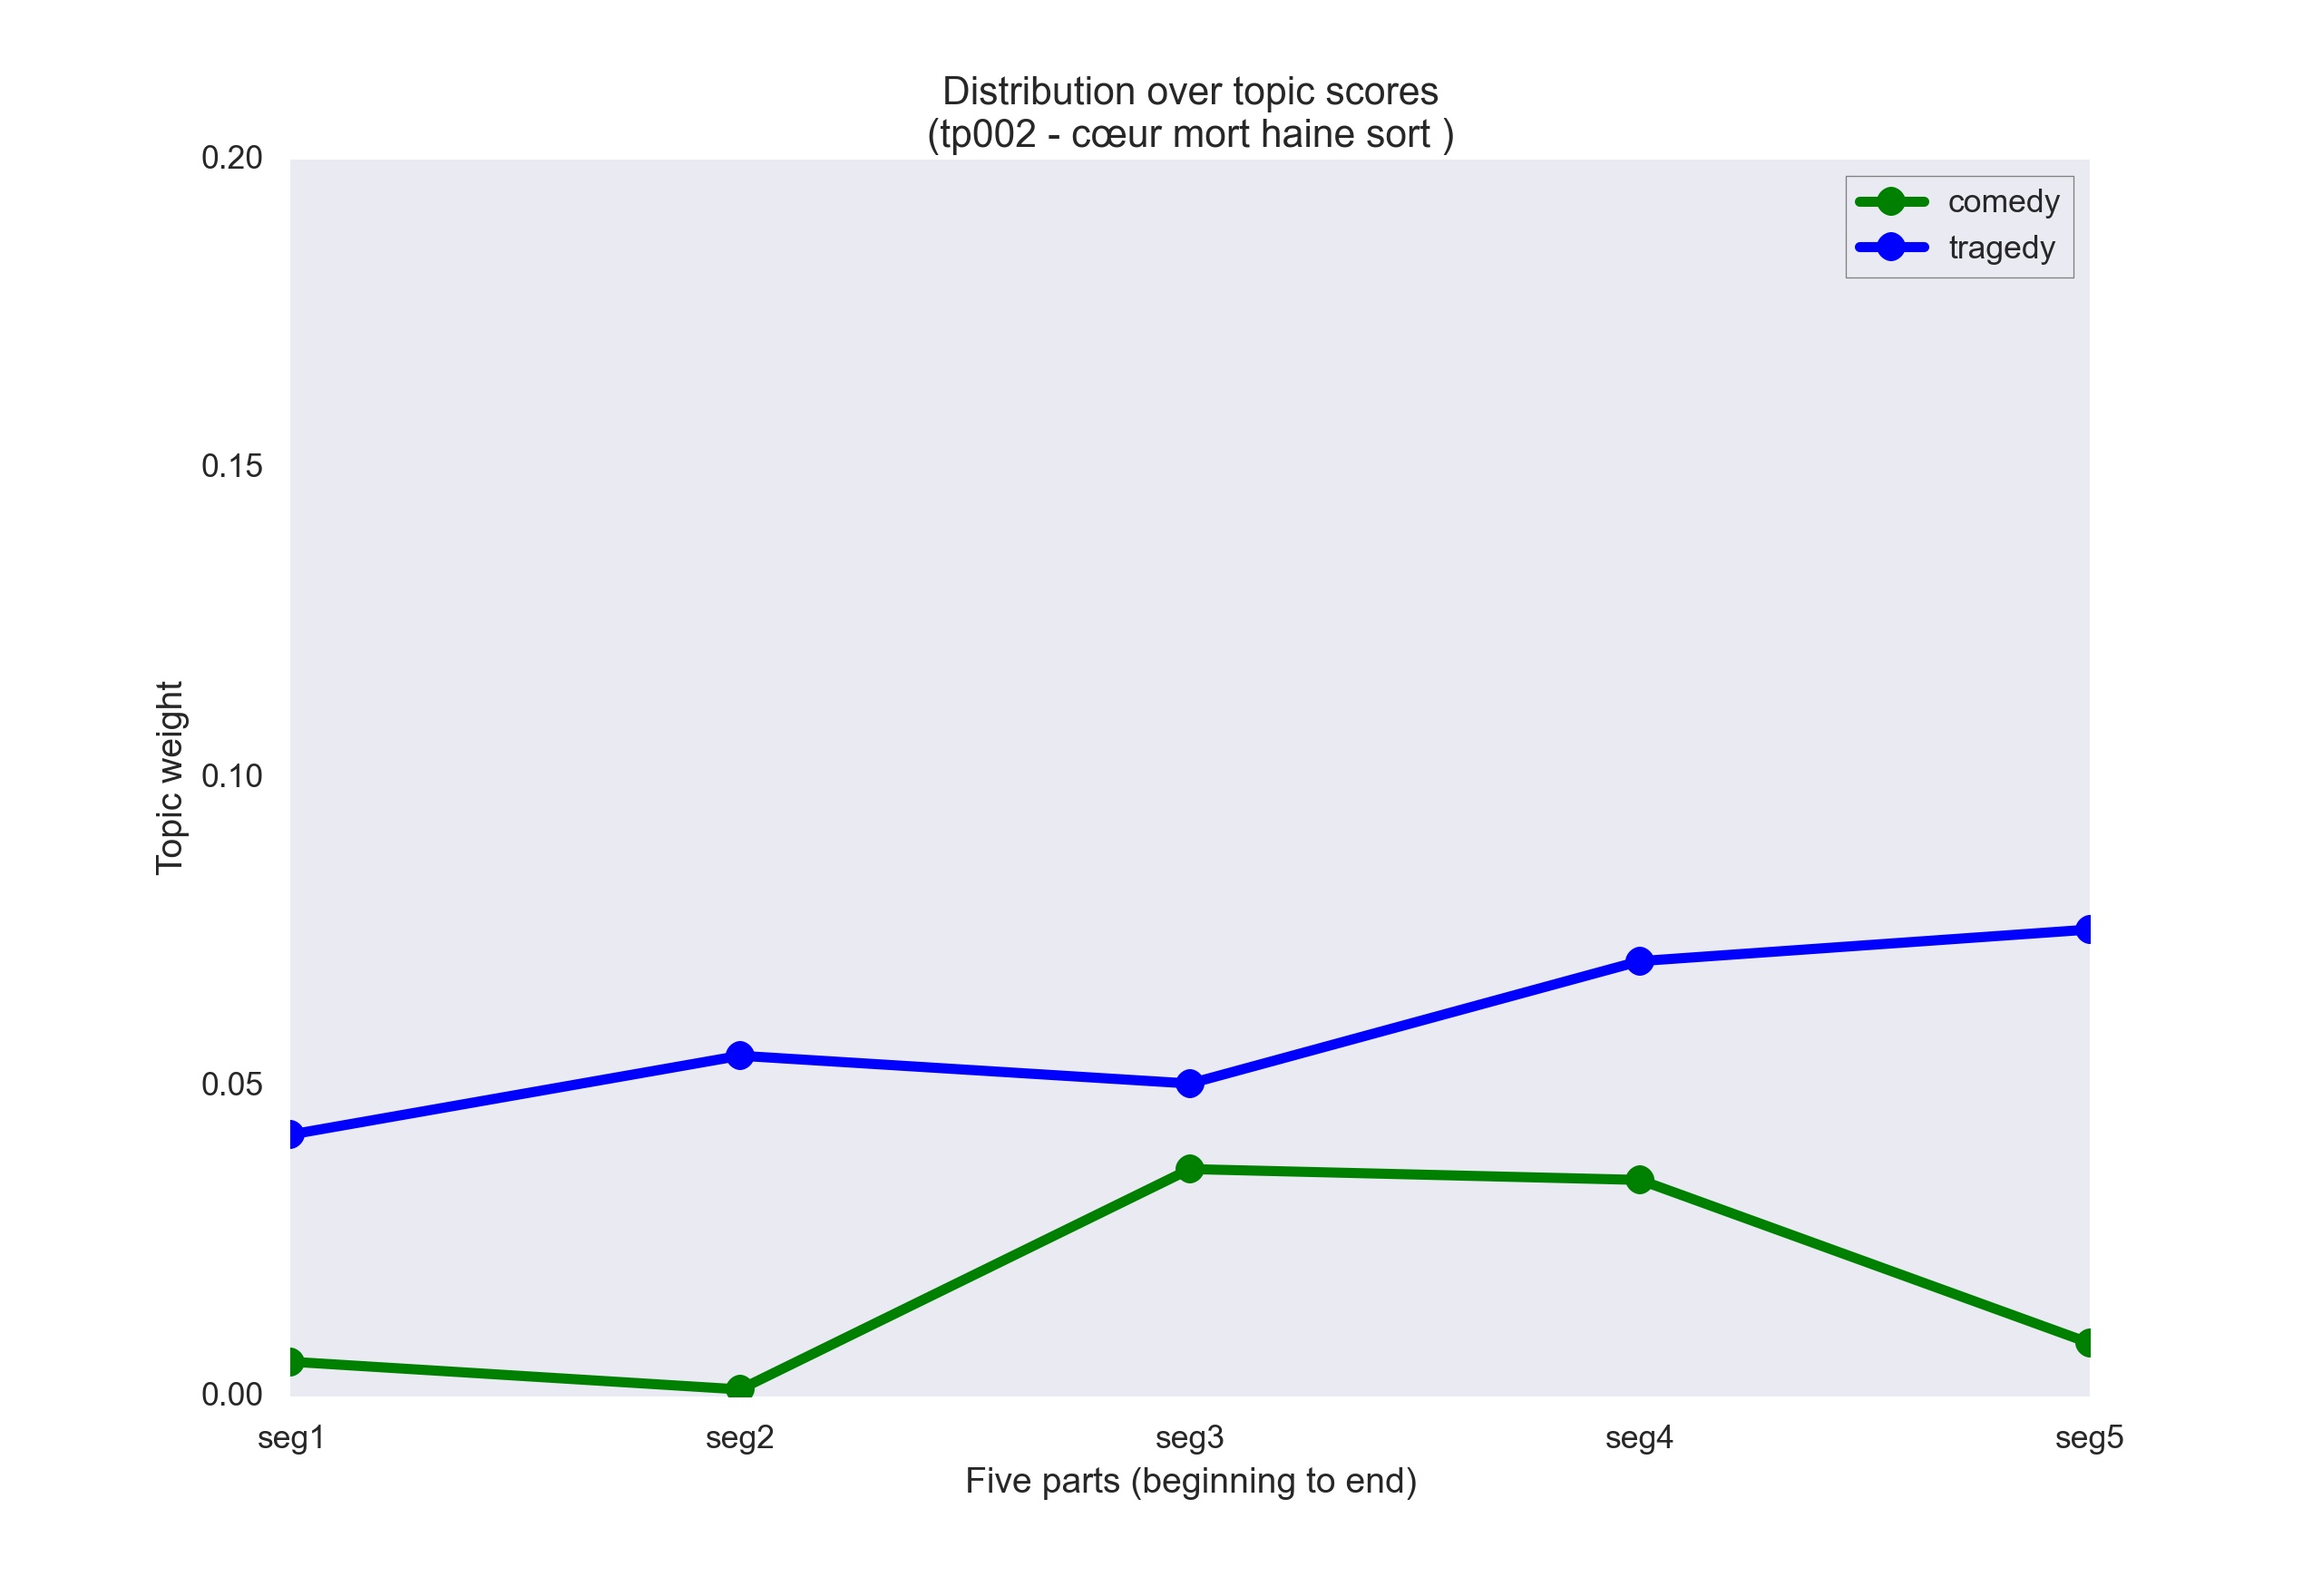 Distribution over topic scores
(tp002 - cœur mort haine sort )
0.20
0.15
0.10
0.05
0.00
Topic weight
comedy
tragedy
seg1 seg2 seg3 seg4 seg5
Five parts (beginning to end)